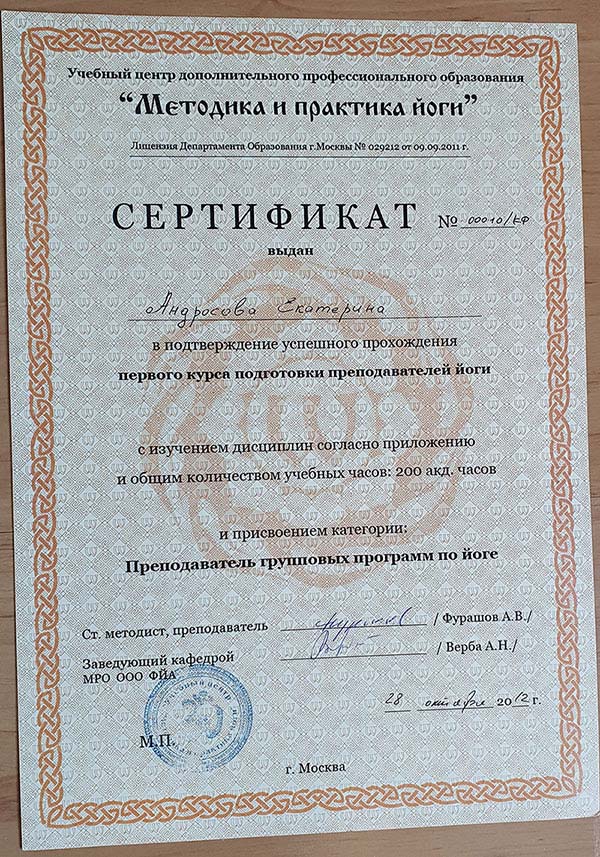 Учебный центр дополнительного профессионального образования
“Методика и практика йоги”
Лицензия Департамента Образования г.Москвы № 029212 от 09.09.2011 г.
СЕРТИФИКАТ № 00010/КФ
выдан
Андросова Екатерина
в подтверждение успешного прохождения
первого курса подготовки преподавателей йоги
с изучением дисциплин согласно приложению
и общим количеством учебных часов: 200 акд. часов
и присвоением категории:
Преподаватель групповых программ по йоге
Ст. методист, преподаватель / Фурашов А.В./
Заведующий кафедрой / Верба А.Н./
МРО ООО ФЙА
28 октября 2012 г.
М.П.
г. Москва